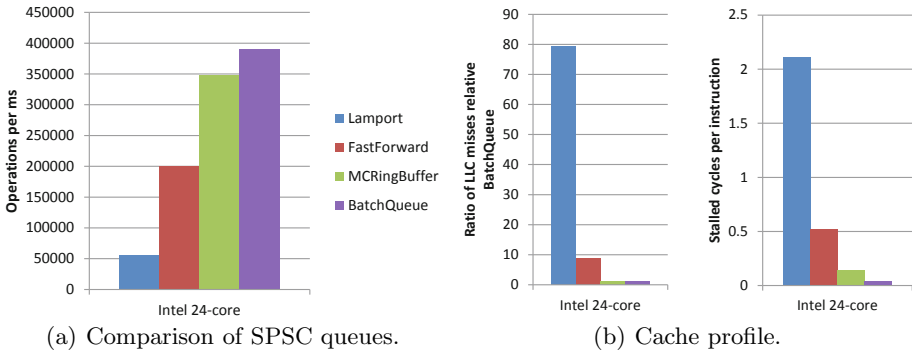 450000
400000
350000
300000
250000
200000
150000
100000
50000
0
Operations per ms
Intel 24-core
Lamport
FastForward
MCRingBuffer
BatchQueue
(a) Comparison of SPSC queues.
90
80
70
60
50
40
30
20
10
0
Ratio of LLC misses relative
BatchQueue
Intel 24-core
2.5
2
1.5
1
0.5
0
Stalled cycles per instruction
Intel 24-core
(b) Cache profile.